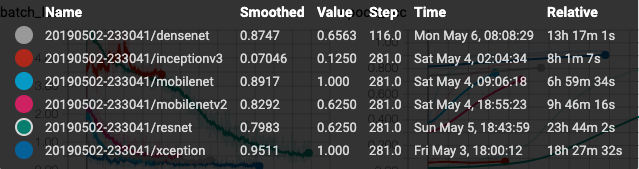 Name Smoothed Value Step Time Relative
20190502-233041/densenet 0.8747 0.6563 116.0 Mon May 6, 08:08:29 13h 17m 1s
20190502-233041/inceptionv3 0.07046 0.1250 281.0 Sat May 4, 02:04:34 8h 1m 7s
20190502-233041/mobilenet 0.8917 1.000 281.0 Sat May 4, 09:06:18 6h 59m 34s
20190502-233041/mobilenetv2 0.8292 0.6250 281.0 Sat May 4, 18:55:23 9h 46m 16s
20190502-233041/resnet 0.7983 0.6250 281.0 Sun May 5, 18:43:59 23h 44m 2s
20190502-233041/xception 0.9511 1.000 281.0 Fri May 3, 18:00:12 18h 27m 32s